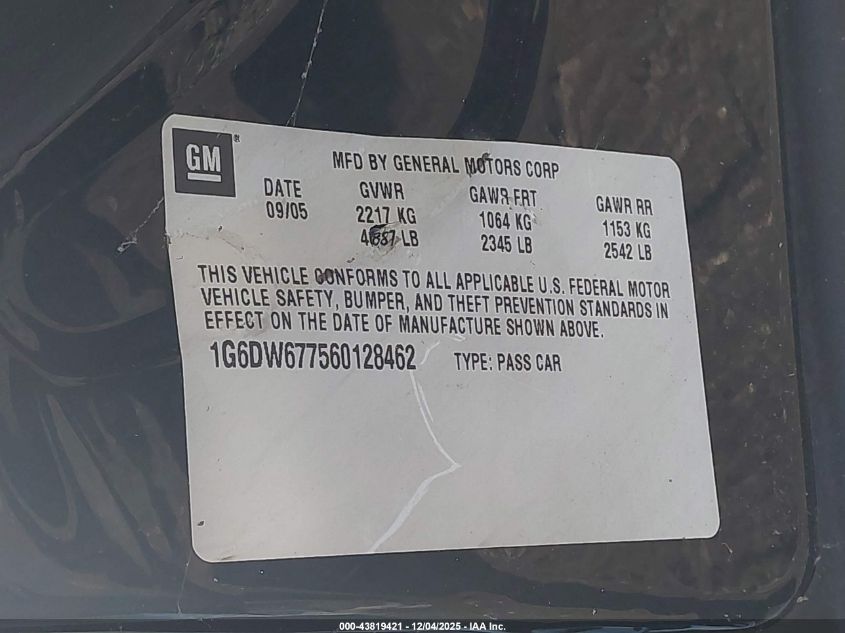 GM
MFD BY GENERAL MOTORS CORP
DATE GVWR GAWR FRT GAWR RR
09/05 2217 KG 1064 KG 1153 KG
4887 LB 2345 LB 2542 LB
THIS VEHICLE CONFORMS TO ALL APPLICABLE U.S. FEDERAL MOTOR
VEHICLE SAFETY, BUMPER, AND THEFT PREVENTION STANDARDS IN
EFFECT ON THE DATE OF MANUFACTURE SHOWN ABOVE.
1G6DW677560128462 TYPE: PASS CAR
000-43819421 - 12/04/2025 - IAA Inc.